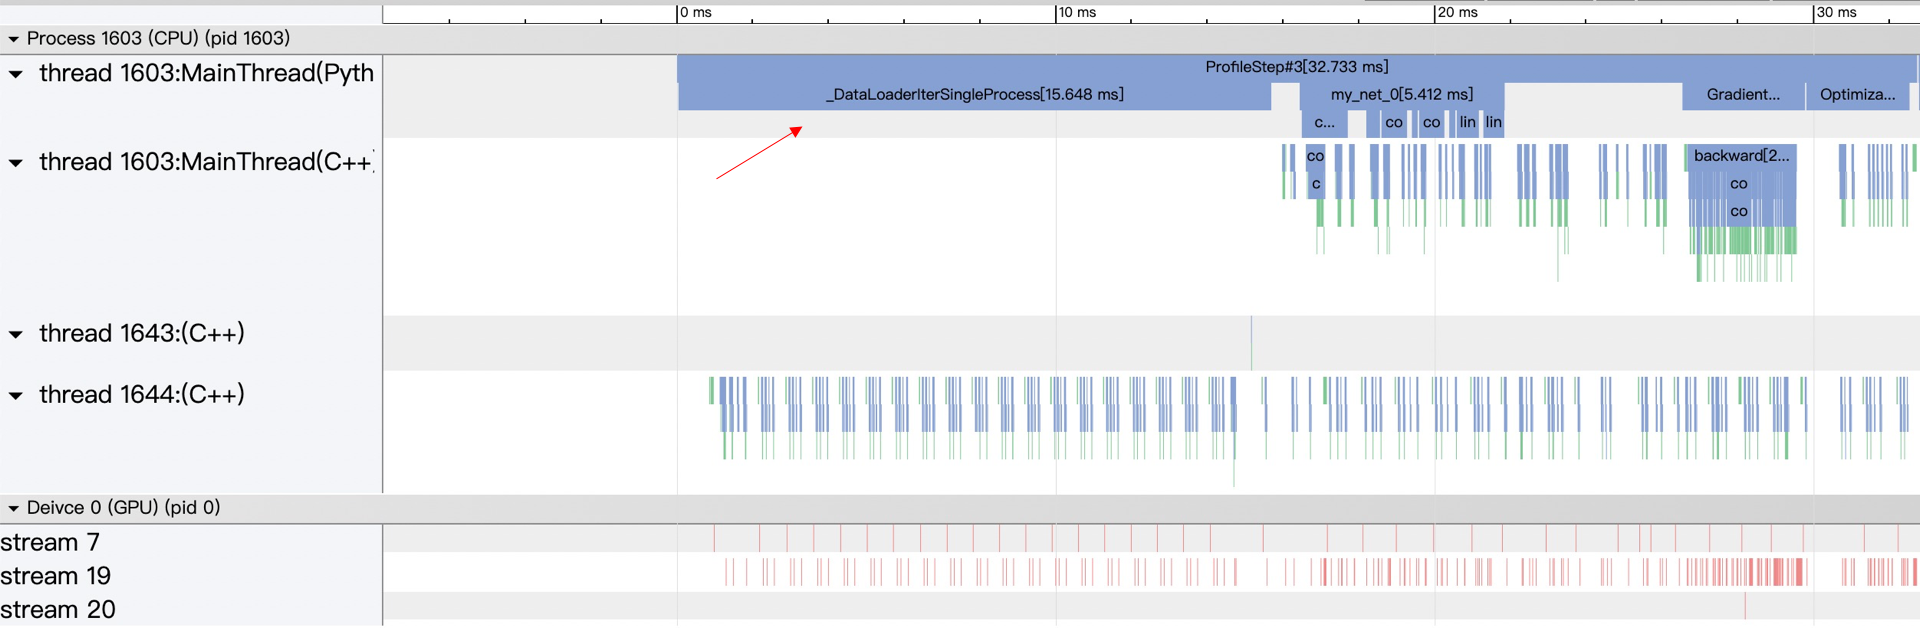 0 ms 10 ms 20 ms 30 ms
Process 1603 (CPU) (pid 1603)
thread 1603:MainThread(Pyth
ProfileStep#3[32.733 ms]
_DataLoaderIterSingleProcess[15.648 ms] my_net_0[5.412 ms] Gradient... Optimiza...
c... co co lin lin
thread 1603:MainThread(C++)
co backward[2...
c co
co
thread 1643:(C++)
thread 1644:(C++)
Deivce 0 (GPU) (pid 0)
stream 7
stream 19
stream 20